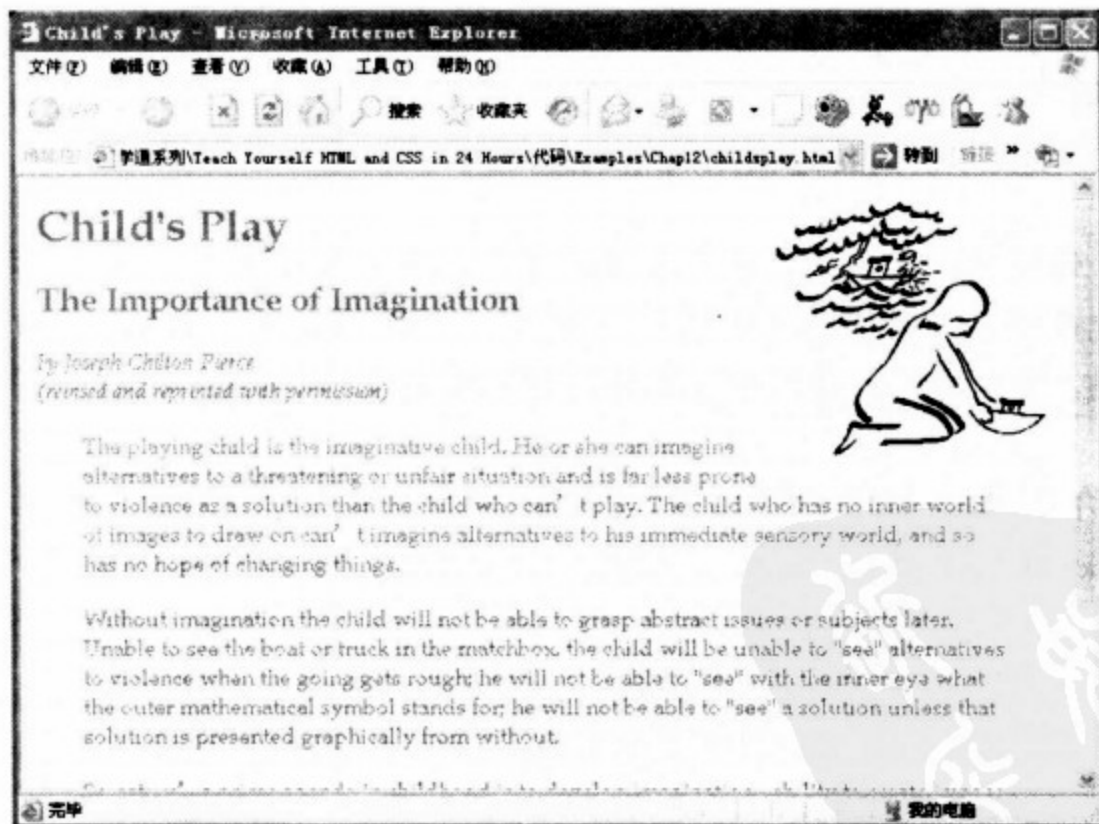 Child's Play - Microsoft Internet Explorer
文件(F) 编辑(E) 查看(V) 收藏(A) 工具(T) 帮助(H)
搜索 收藏夹
学通系列\Teach Yourself HTML and CSS in 24 Hours\代码\Examples\Chap12\childsplay.html 转到 链接 »
Child's Play
The Importance of Imagination
by Joseph Chilton Pierce
(revised and reprinted with permission)
The playing child is the imaginative child. He or she can imagine
alternatives to a threatening or unfair situation and is far less prone
to violence as a solution than the child who can’t play. The child who has no inner world
of images to draw on can’t imagine alternatives to his immediate sensory world, and so
has no hope of changing things.
Without imagination the child will not be able to grasp abstract issues or subjects later.
Unable to see the boat or truck in the matchbox, the child will be unable to "see" alternatives
to violence when the going gets rough; he will not be able to "see" with the inner eye what
the outer mathematical symbol stands for; he will not be able to "see" a solution unless that
solution is presented graphically from without.
完毕 我的电脑